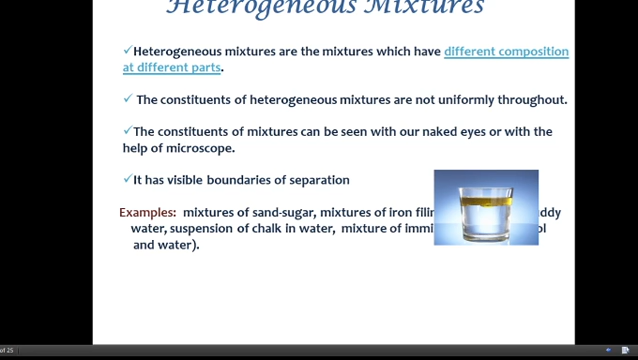 Heterogeneous Mixtures
✓Heterogeneous mixtures are the mixtures which have different composition
at different parts.
✓ The constituents of heterogeneous mixtures are not uniformly throughout.
✓The constituents of mixtures can be seen with our naked eyes or with the
help of microscope.
✓It has visible boundaries of separation
Examples: mixtures of sand-sugar, mixtures of iron
water, suspension of chalk in water, mixture of
and water).
of 25